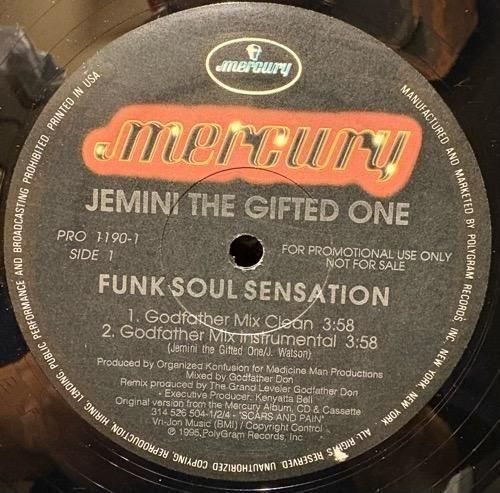 mercury
mercury
JEMINI THE GIFTED ONE
PRO 1190-1
SIDE 1
FOR PROMOTIONAL USE ONLY
NOT FOR SALE
FUNK SOUL SENSATION
1. Godfather Mix Clean 3:58
2. Godfather Mix Instrumental 3:58
(Jemini the Gifted One/J. Watson)
Produced by Organized Konfusion for Medicine Man Productions
Mixed by Godfather Don
Remix produced by The Grand Leveler Godfather Don
• Executive Producer: Kenyatta Bell
Original version from the Mercury Album, CD & Cassette
314 526 504-1/2/4 - "SCARS AND PAIN"
Vri-Jon Music (BMI) / Copyright Control
℗ 1995 PolyGram Records, Inc.
MANUFACTURED AND MARKETED BY POLYGRAM RECORDS INC. NEW YORK, NEW YORK
ALL RIGHTS RESERVED. UNAUTHORIZED COPYING, REPRODUCTION, HIRING, LENDING, PUBLIC PERFORMANCE AND BROADCASTING PROHIBITED. PRINTED IN USA